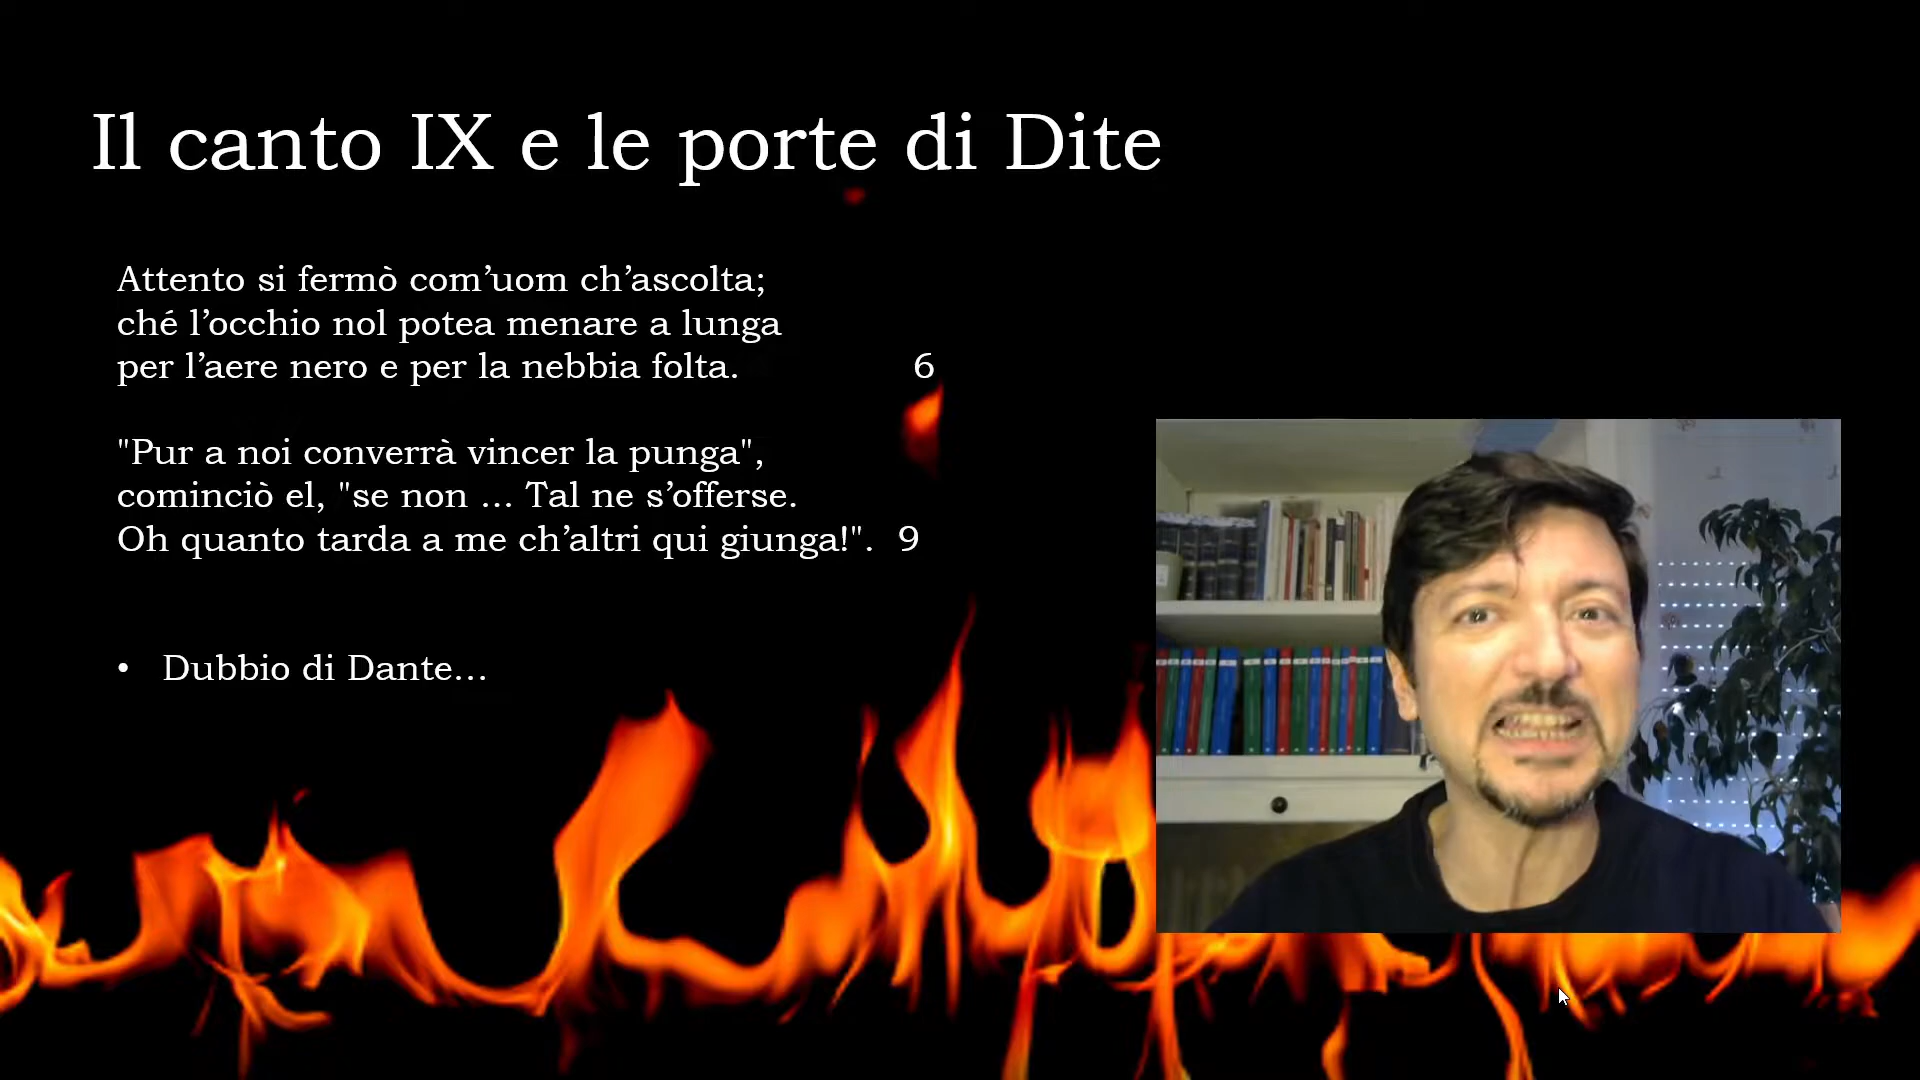 Il canto IX e le porte di Dite
Attento si fermò com’uom ch’ascolta;
ché l’occhio nol potea menare a lunga
per l’aere nero e per la nebbia folta. 6
"Pur a noi converrà vincer la punga",
cominciò el, "se non … Tal ne s’offerse.
Oh quanto tarda a me ch’altri qui giunga!". 9
• Dubbio di Dante…